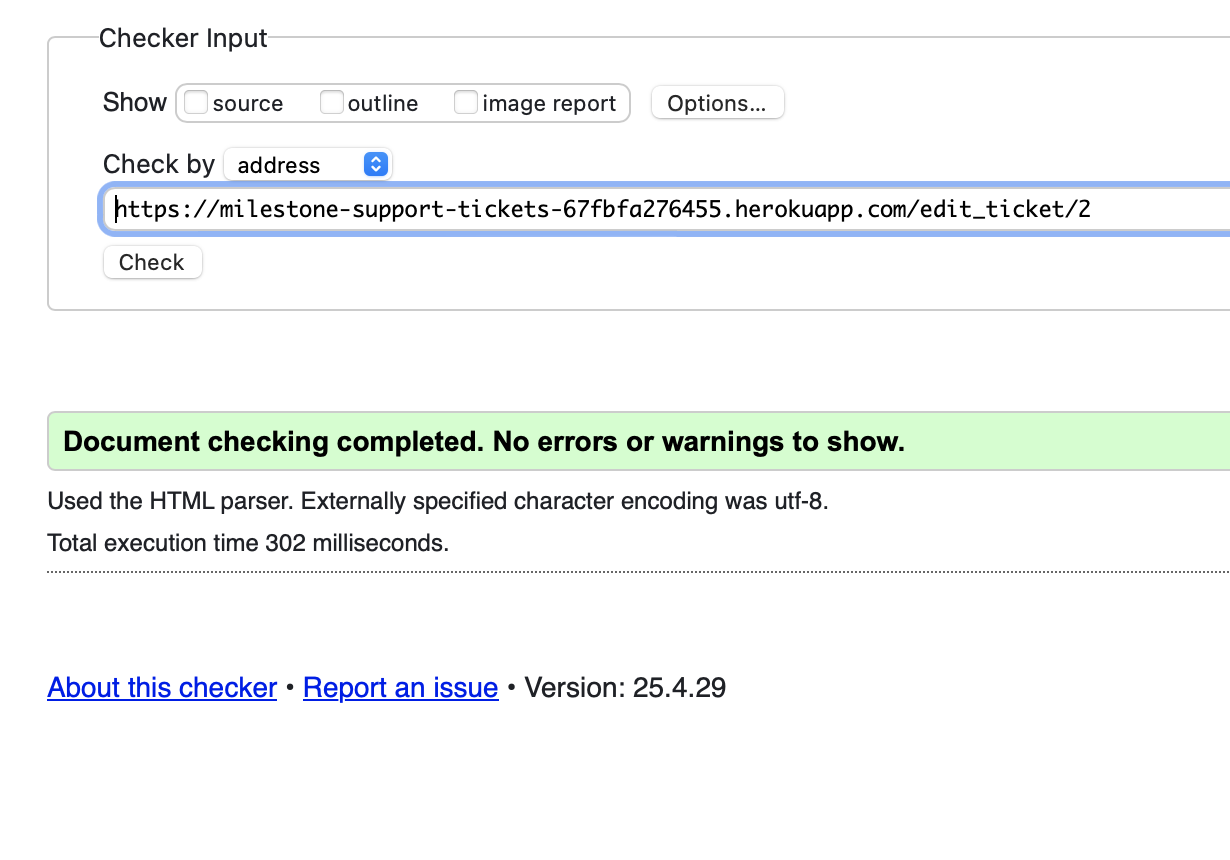 Checker Input
Show source outline image report Options...
Check by address
https://milestone-support-tickets-67fbfa276455.herokuapp.com/edit_ticket/2
Check
Document checking completed. No errors or warnings to show.
Used the HTML parser. Externally specified character encoding was utf-8.
Total execution time 302 milliseconds.
About this checker • Report an issue • Version: 25.4.29